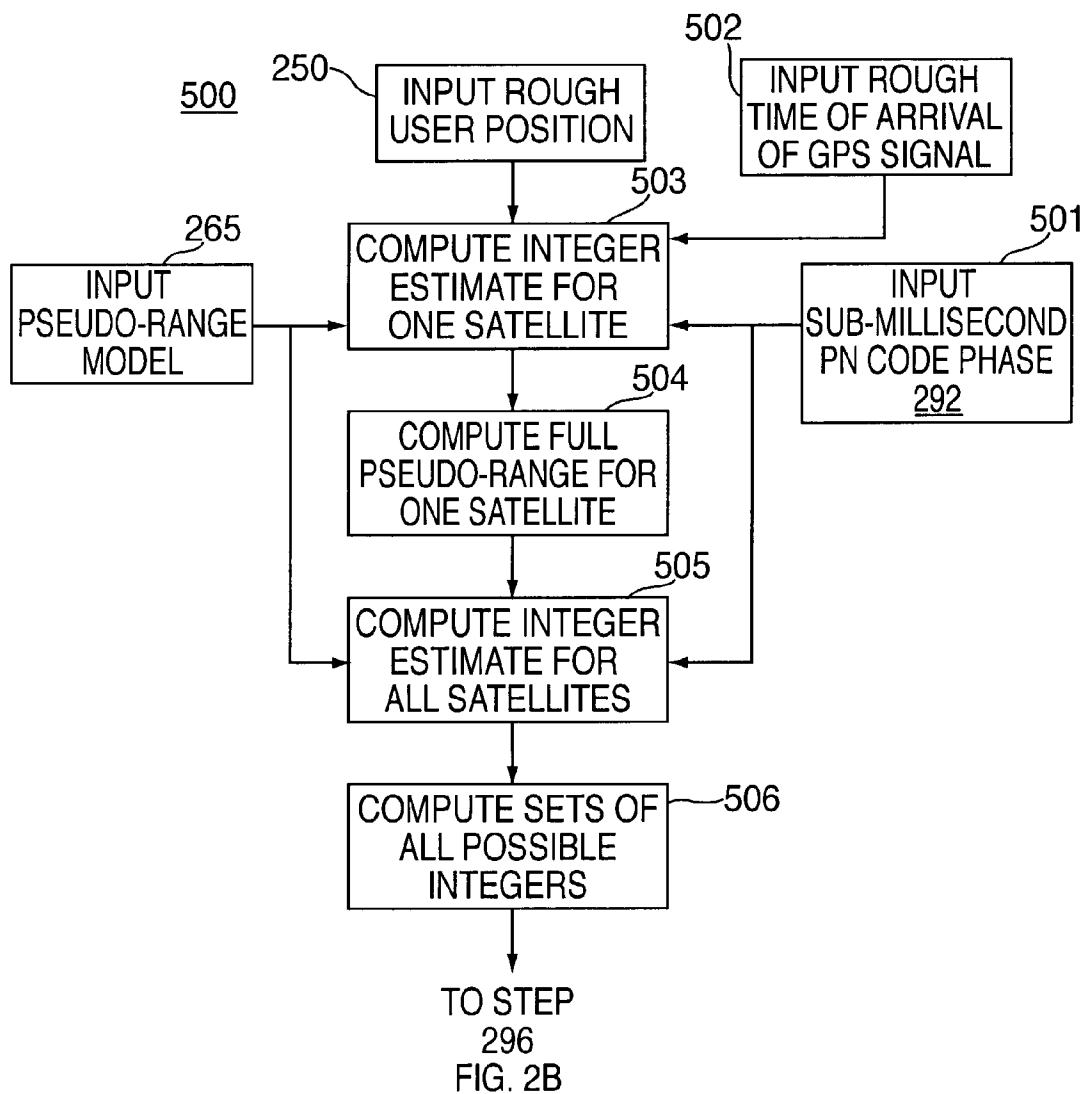 500
250
INPUT ROUGH
USER POSITION
502
INPUT ROUGH
TIME OF ARRIVAL
OF GPS SIGNAL
503
COMPUTE INTEGER
ESTIMATE FOR
ONE SATELLITE
265
INPUT
PSEUDO-RANGE
MODEL
501
INPUT
SUB-MILLISECOND
PN CODE PHASE
292
504
COMPUTE FULL
PSEUDO-RANGE FOR
ONE SATELLITE
505
COMPUTE INTEGER
ESTIMATE FOR
ALL SATELLITES
506
COMPUTE SETS OF
ALL POSSIBLE
INTEGERS
TO STEP
296
FIG. 2B